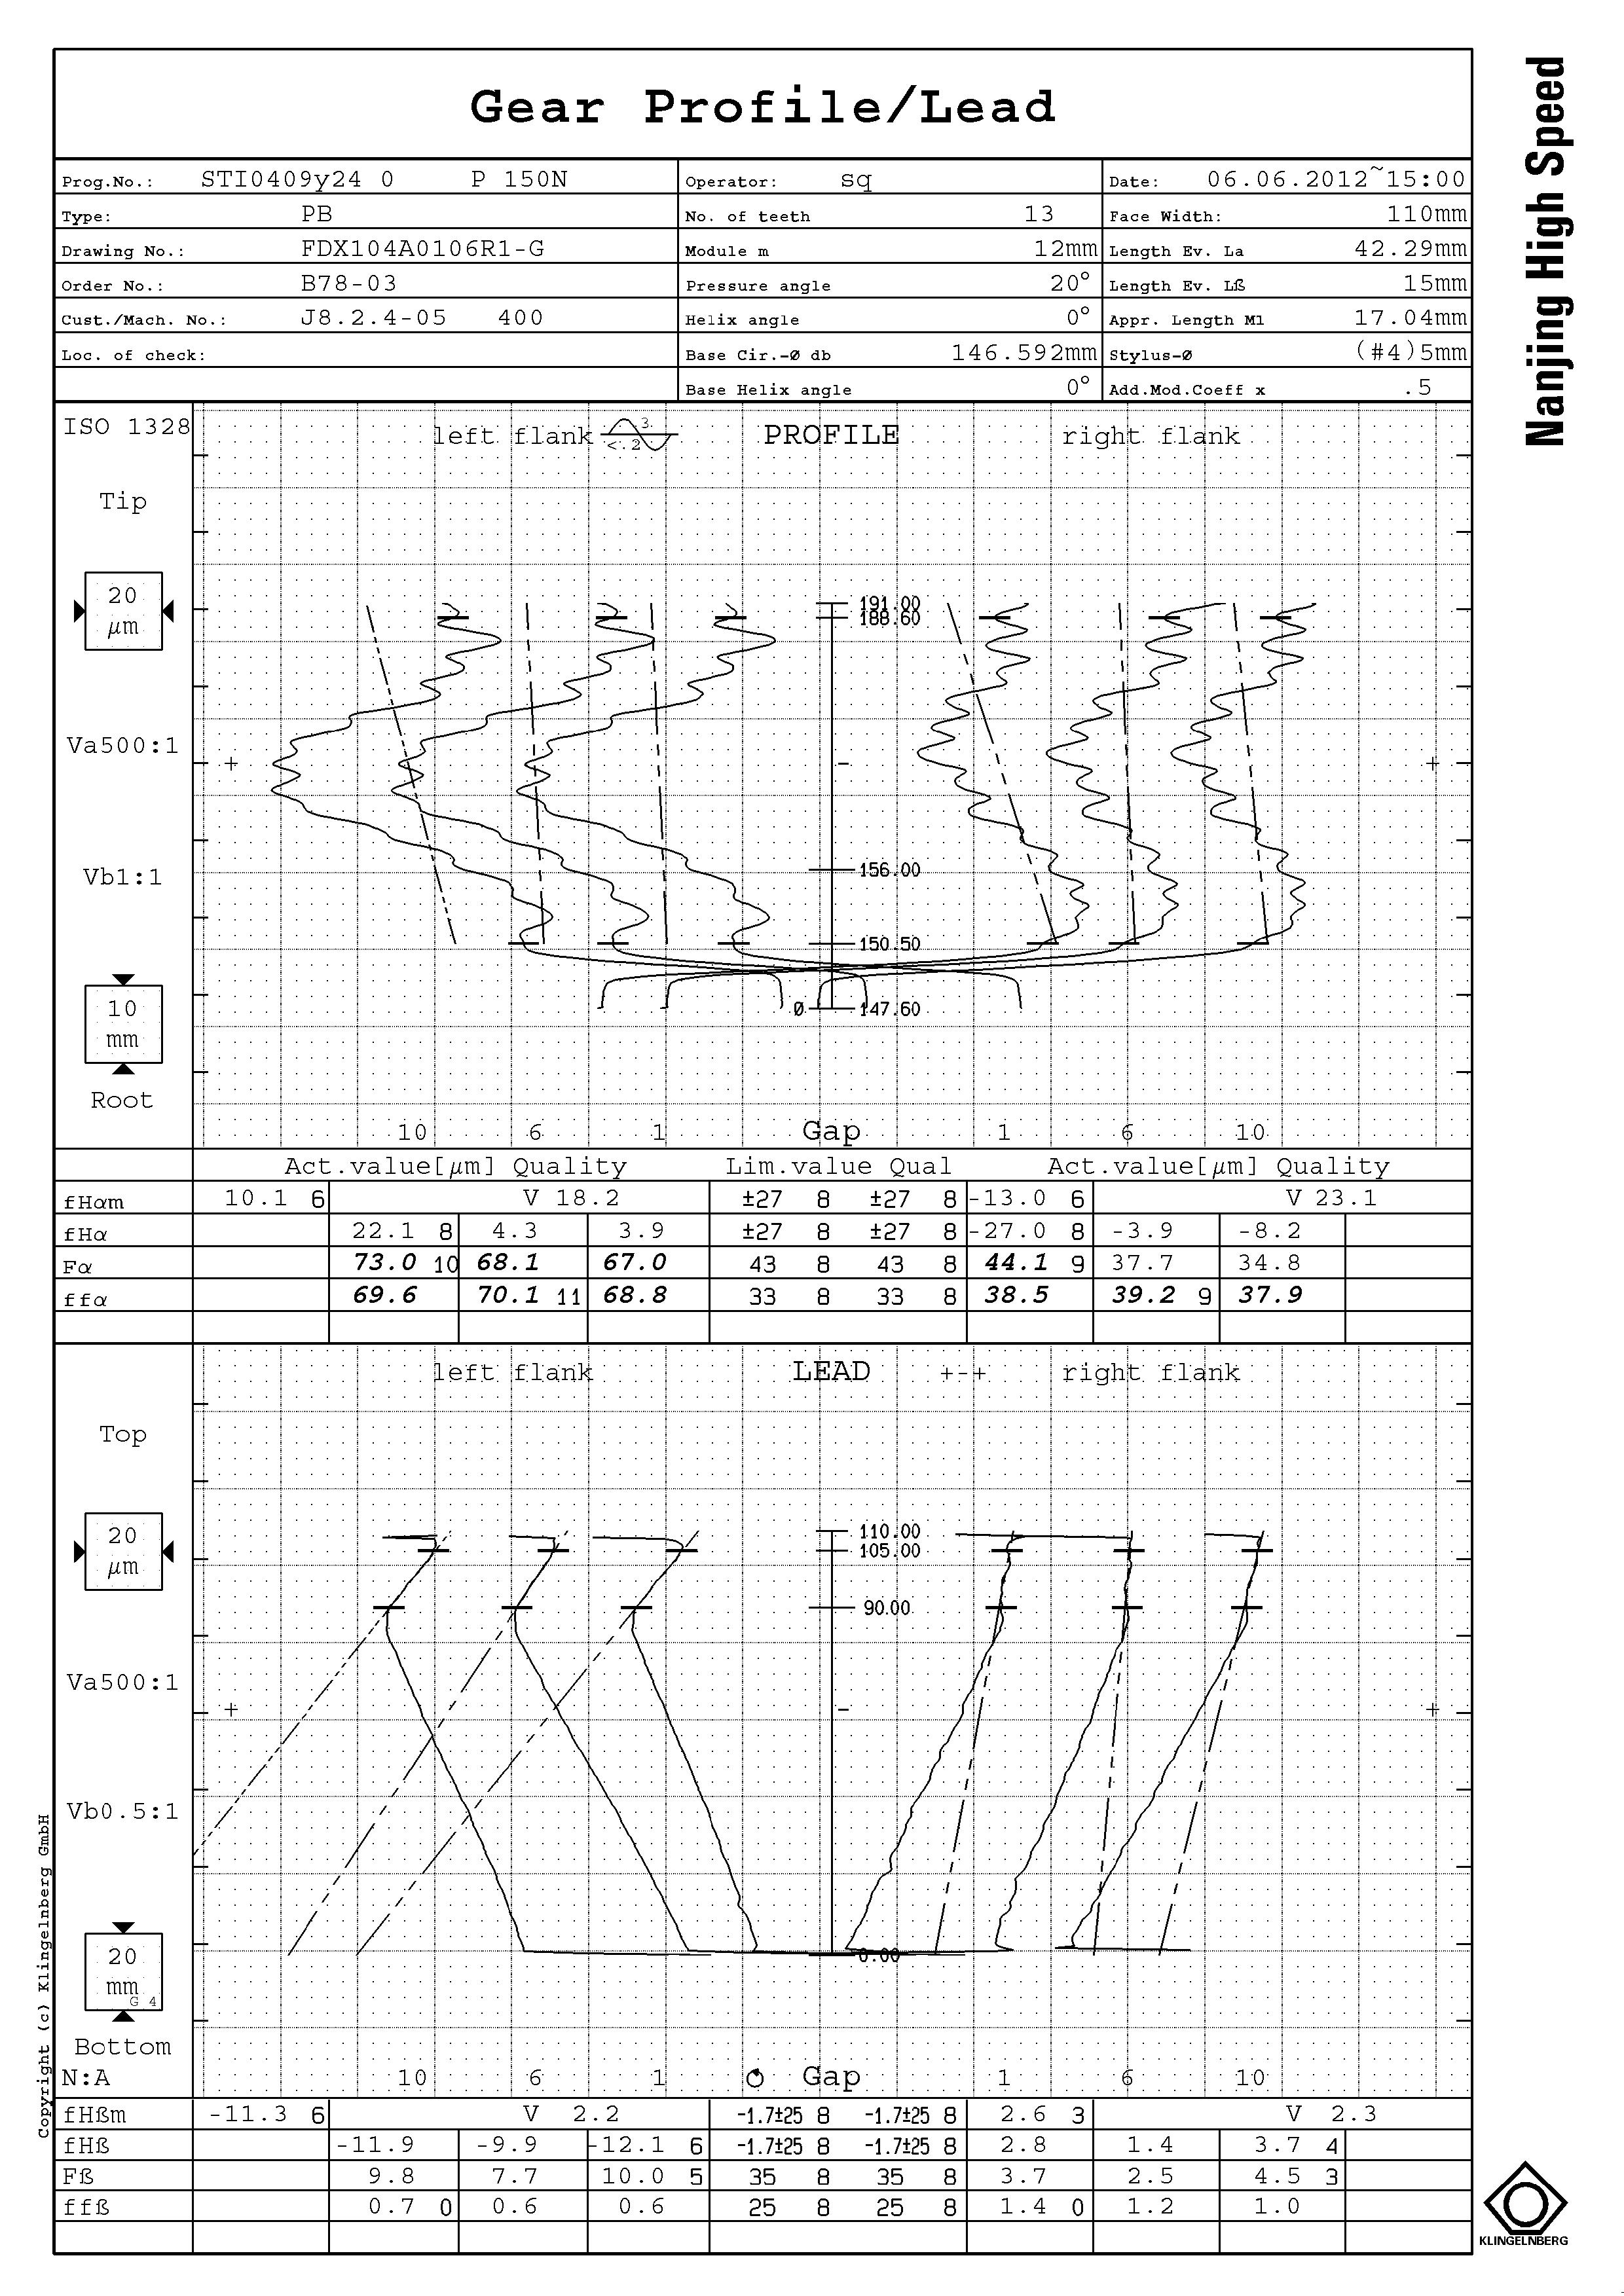 Gear Profile/Lead
Nanjing High Speed
Prog.No.: STI0409y24 0 P 150N Operator: sq Date: 06.06.2012~15:00
Type: PB No. of teeth 13 Face Width: 110mm
Drawing No.: FDX104A0106R1-G Module m 12mm Length Ev. La 42.29mm
Order No.: B78-03 Pressure angle 20° Length Ev. Lß 15mm
Cust./Mach. No.: J8.2.4-05 400 Helix angle 0° Appr. Length M1 17.04mm
Loc. of check: Base Cir.-Ø db 146.592mm Stylus-Ø (#4)5mm
Base Helix angle 0° Add.Mod.Coeff x .5
ISO 1328 left flank .3. <.2 PROFILE right flank
Tip
20 µm
191.00
188.60
Va500:1
+ - +
Vb1:1
156.00
150.50
10 mm
Ø 147.60
Root
10 6 1 Gap 1 6 10
Act.value[µm] Quality Lim.value Qual Act.value[µm] Quality
fHαm 10.1 6 V 18.2 ±27 8 ±27 8 -13.0 6 V 23.1
fHα 22.1 8 4.3 3.9 ±27 8 ±27 8 -27.0 8 -3.9 -8.2
Fα 73.0 10 68.1 67.0 43 8 43 8 44.1 9 37.7 34.8
ffα 69.6 70.1 11 68.8 33 8 33 8 38.5 39.2 9 37.9
left flank LEAD +-+ right flank
Top
20 µm
110.00
105.00
90.00
Va500:1
+ - +
Vb0.5:1
20 mm
G 4
0.00
Bottom
N:A 10 6 1 Gap 1 6 10
fHßm -11.3 6 V 2.2 -1.7±25 8 -1.7±25 8 2.6 3 V 2.3
fHß -11.9 -9.9 -12.1 6 -1.7±25 8 -1.7±25 8 2.8 1.4 3.7 4
Fß 9.8 7.7 10.0 5 35 8 35 8 3.7 2.5 4.5 3
ffß 0.7 0 0.6 0.6 25 8 25 8 1.4 0 1.2 1.0
Copyright (c) Klingelnberg GmbH
KLINGELNBERG